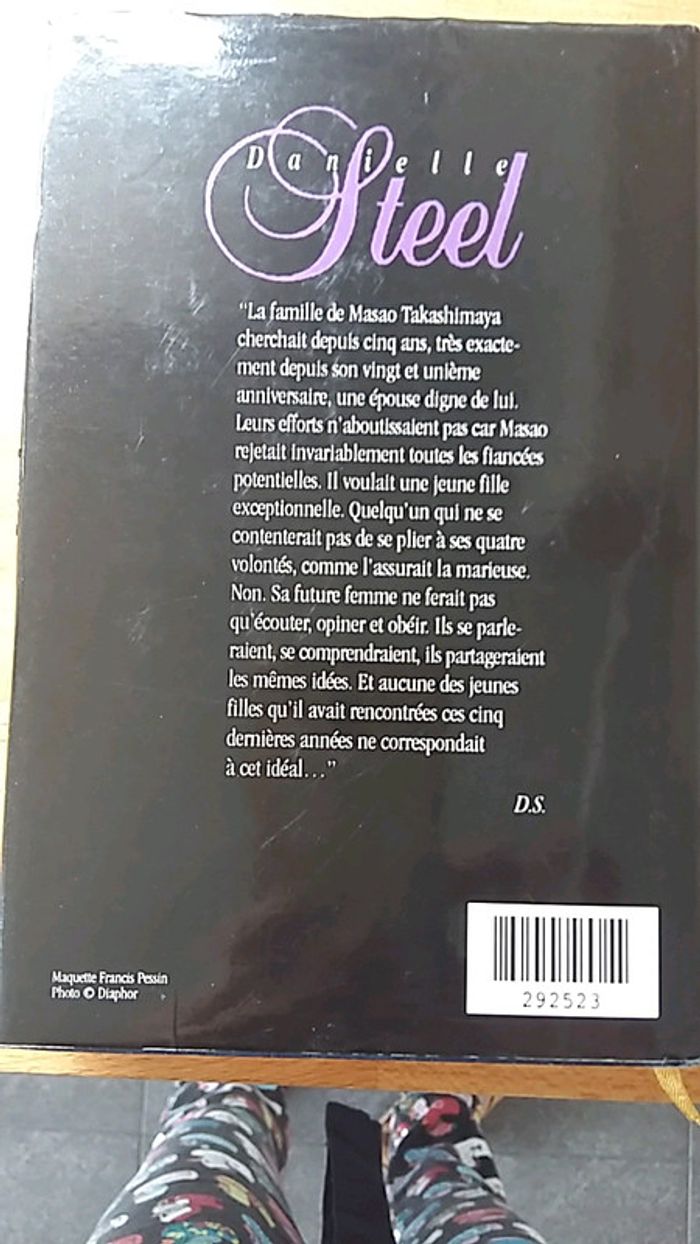 Danielle
Steel
"La famille de Masao Takashimaya
cherchait depuis cinq ans, très exacte-
ment depuis son vingt et unième
anniversaire, une épouse digne de lui.
Leurs efforts n'aboutissaient pas car Masao
rejetait invariablement toutes les fiancées
potentielles. Il voulait une jeune fille
exceptionnelle. Quelqu'un qui ne se
contenterait pas de se plier à ses quatre
volontés, comme l'assurait la marieuse.
Non. Sa future femme ne ferait pas
qu'écouter, opiner et obéir. Ils se parle-
raient, se comprendraient, ils partageraient
les mêmes idées. Et aucune des jeunes
filles qu'il avait rencontrées ces cinq
dernières années ne correspondait
à cet idéal..."
D.S.
Maquette Francis Pessin
Photo © Diaphor
292523